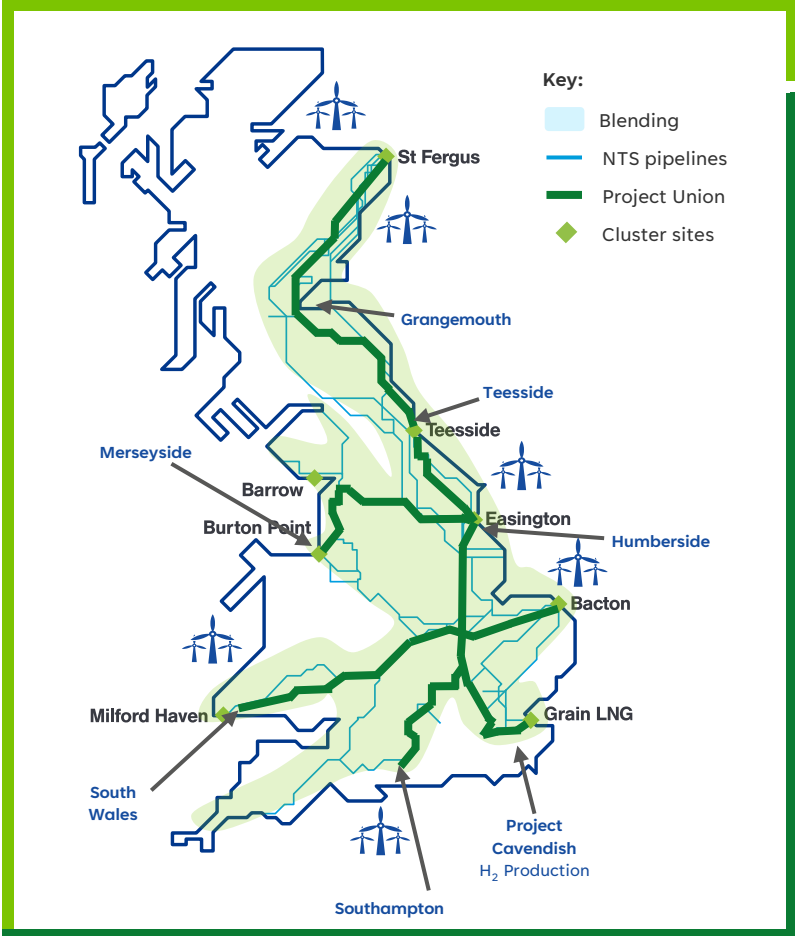 Key:
Blending
NTS pipelines
Project Union
Cluster sites
St Fergus
Grangemouth
Teesside
Teesside
Merseyside
Barrow
Burton Point
Easington
Humberside
Bacton
Milford Haven
Grain LNG
South
Wales
Project
Cavendish
H₂ Production
Southampton